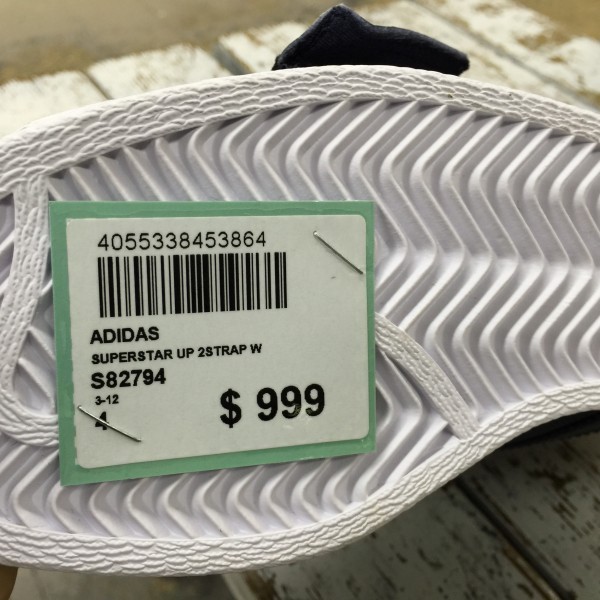 4055338453864
ADIDAS
SUPERSTAR UP 2STRAP W
S82794
3-12
4
$ 999